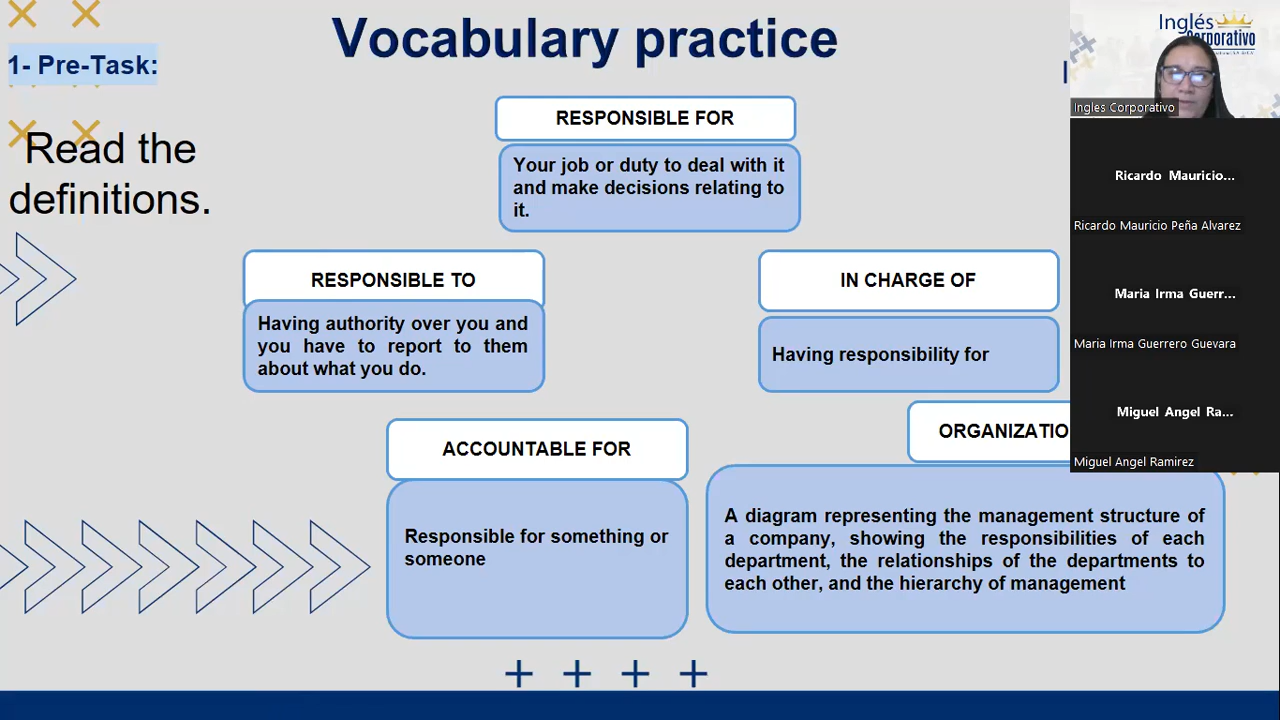 Vocabulary practice
1- Pre-Task:
Read the
definitions.
RESPONSIBLE FOR
Your job or duty to deal with it
and make decisions relating to
it.
RESPONSIBLE TO
Having authority over you and
you have to report to them
about what you do.
IN CHARGE OF
Having responsibility for
ACCOUNTABLE FOR
Responsible for something or
someone
ORGANIZATIO
A diagram representing the management structure of
a company, showing the responsibilities of each
department, the relationships of the departments to
each other, and the hierarchy of management
Inglés
Corporativo
Ingles Corporativo
Ricardo Mauricio...
Ricardo Mauricio Peña Alvarez
Maria Irma Guerr...
Maria Irma Guerrero Guevara
Miguel Angel Ra...
Miguel Angel Ramirez